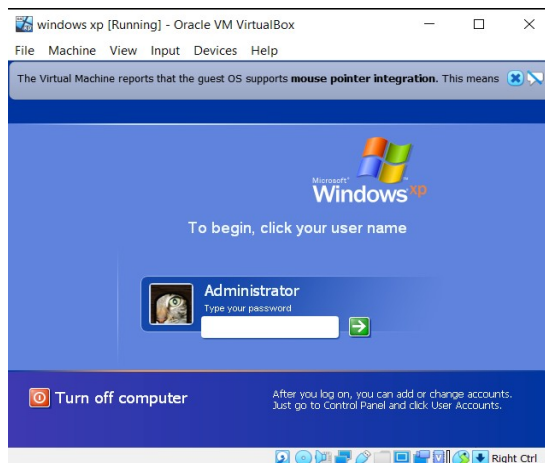 windows xp [Running] - Oracle VM VirtualBox
File Machine View Input Devices Help
The Virtual Machine reports that the guest OS supports mouse pointer integration. This means
Microsoft®
Windows xp
To begin, click your user name
Administrator
Type your password
Turn off computer
After you log on, you can add or change accounts.
Just go to Control Panel and click User Accounts.
Right Ctrl